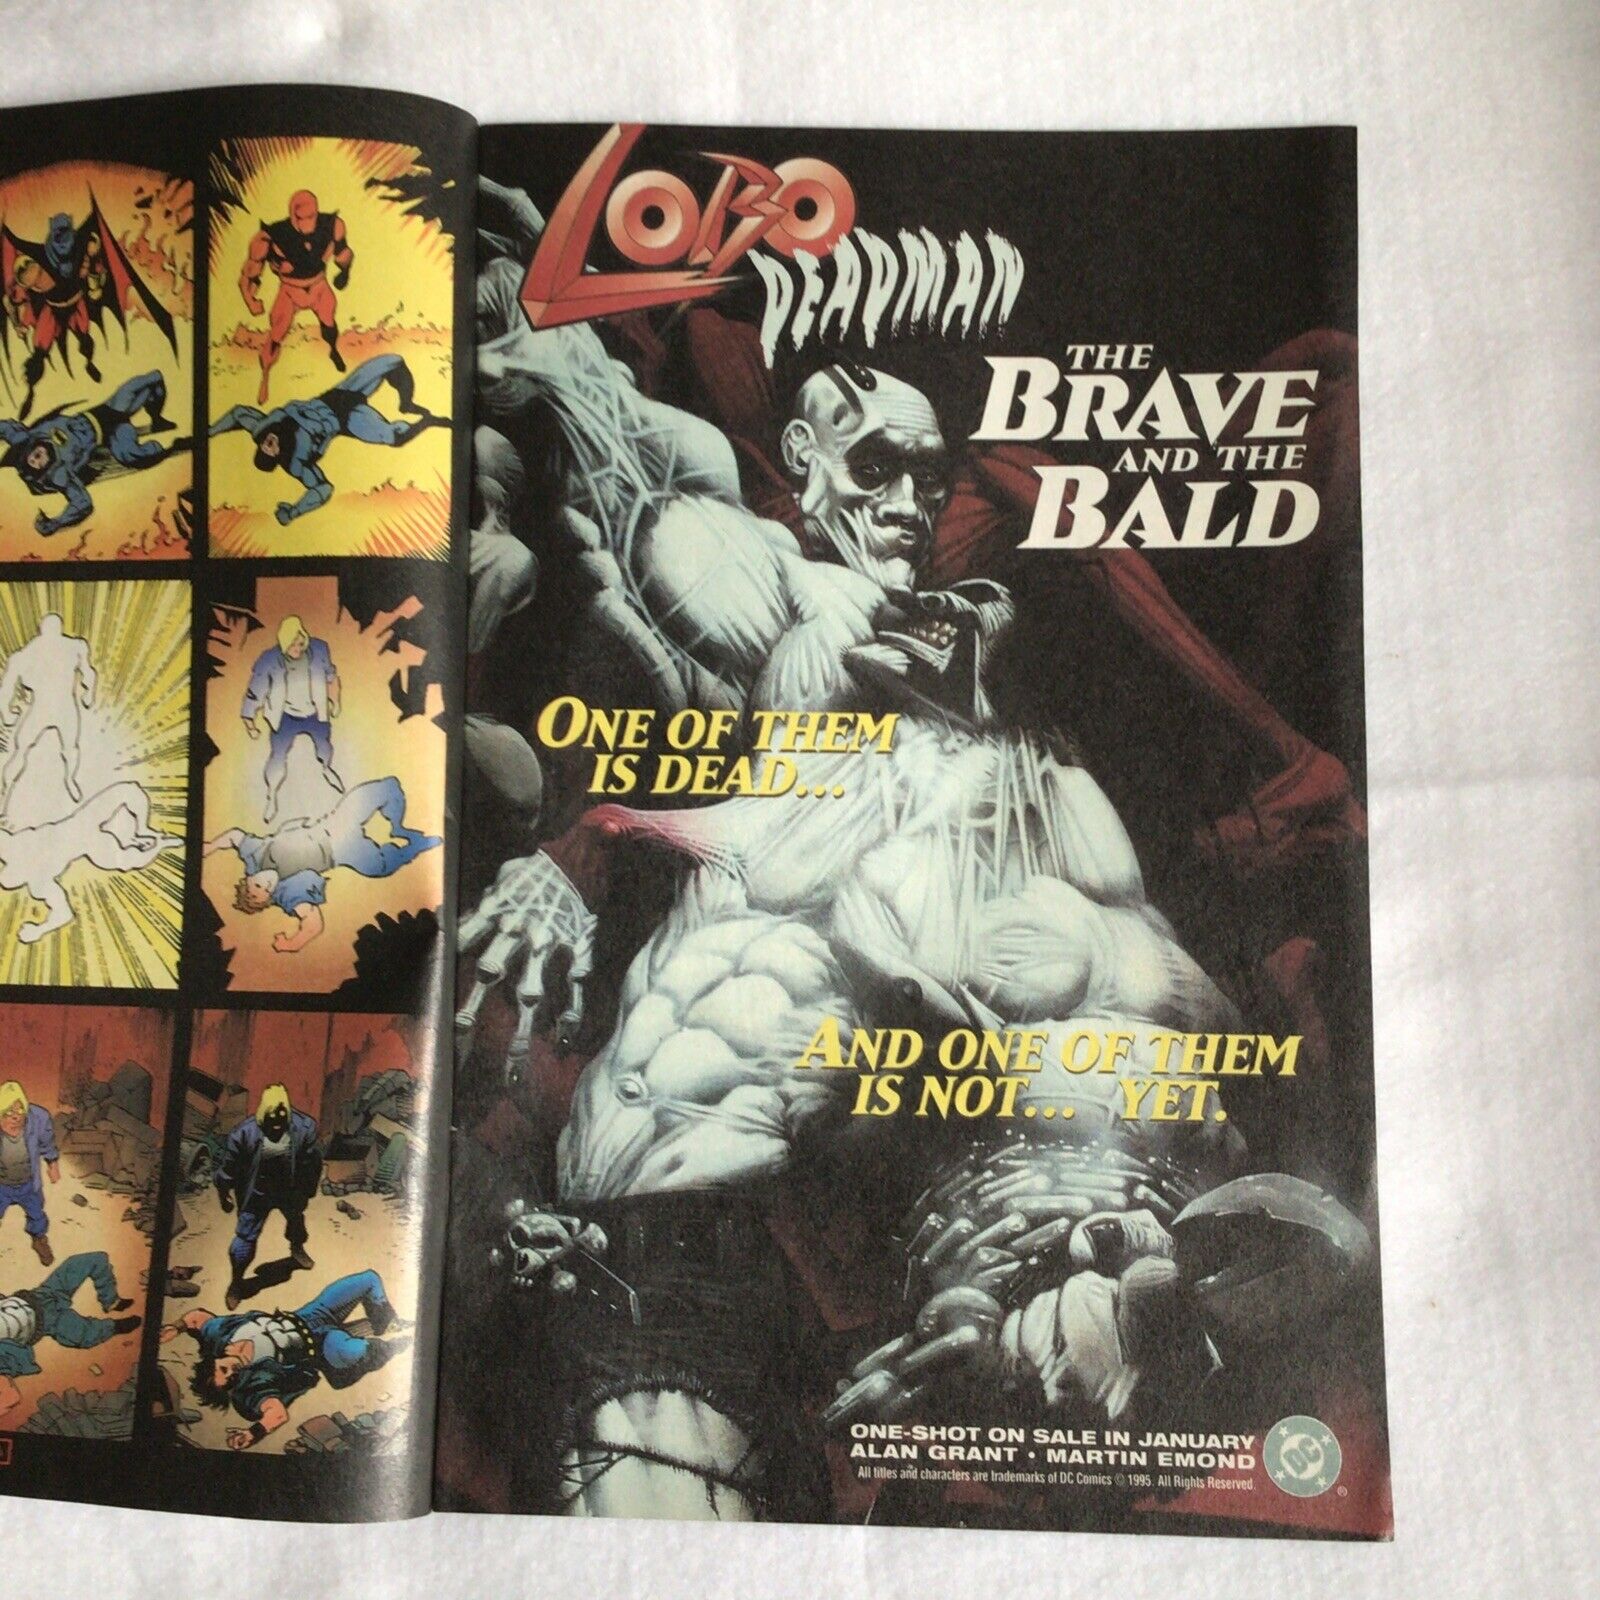 LOBO
DEADMAN
THE
BRAVE
AND THE
BALD
ONE OF THEM
IS DEAD...
AND ONE OF THEM
IS NOT... YET.
ONE-SHOT ON SALE IN JANUARY
ALAN GRANT • MARTIN EMOND
All titles and characters are trademarks of DC Comics © 1995. All Rights Reserved.
DC
®